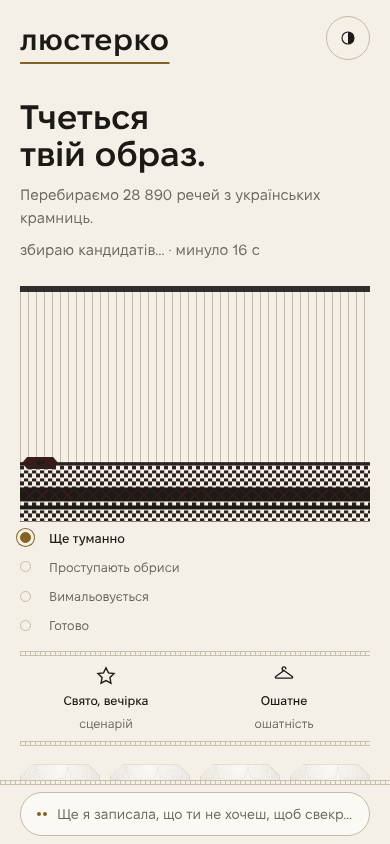 люстерко
Тчеться
твій образ.
Перебираємо 28 890 речей з українських
крамниць.
збираю кандидатів... · минуло 16 с
Ще туманно
Проступають обриси
Вимальовується
Готово
Свято, вечірка
Ошатне
сценарій
ошатність
Ще я записала, що ти не хочеш, щоб свекр...